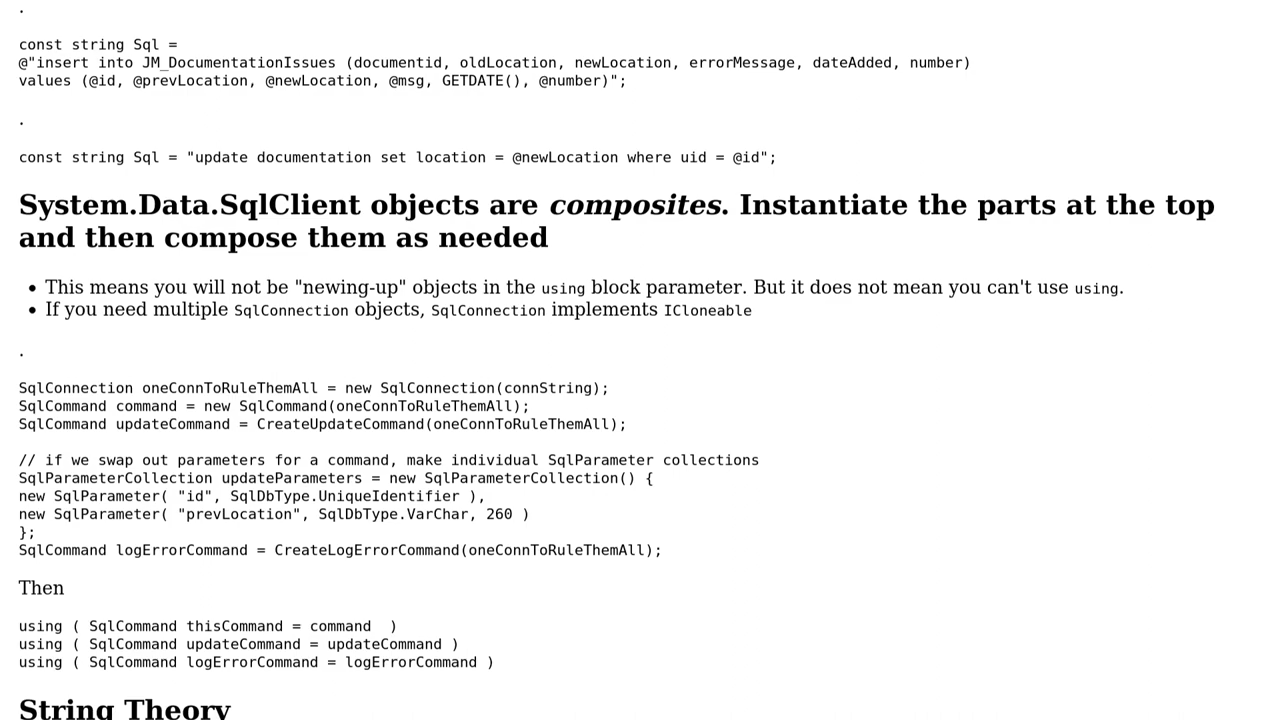 .
const string Sql =
@"insert into JM_DocumentationIssues (documentid, oldLocation, newLocation, errorMessage, dateAdded, number)
values (@id, @prevLocation, @newLocation, @msg, GETDATE(), @number)";
.
const string Sql = "update documentation set location = @newLocation where uid = @id";
System.Data.SqlClient objects are composites. Instantiate the parts at the top
and then compose them as needed
• This means you will not be "newing-up" objects in the using block parameter. But it does not mean you can't use using.
• If you need multiple SqlConnection objects, SqlConnection implements ICloneable
.
SqlConnection oneConnToRuleThemAll = new SqlConnection(connString);
SqlCommand command = new SqlCommand(oneConnToRuleThemAll);
SqlCommand updateCommand = CreateUpdateCommand(oneConnToRuleThemAll);
// if we swap out parameters for a command, make individual SqlParameter collections
SqlParameterCollection updateParameters = new SqlParameterCollection() {
new SqlParameter( "id", SqlDbType.UniqueIdentifier ),
new SqlParameter( "prevLocation", SqlDbType.VarChar, 260 )
};
SqlCommand logErrorCommand = CreateLogErrorCommand(oneConnToRuleThemAll);
Then
using ( SqlCommand thisCommand = command  )
using ( SqlCommand updateCommand = updateCommand )
using ( SqlCommand logErrorCommand = logErrorCommand )
String Theory